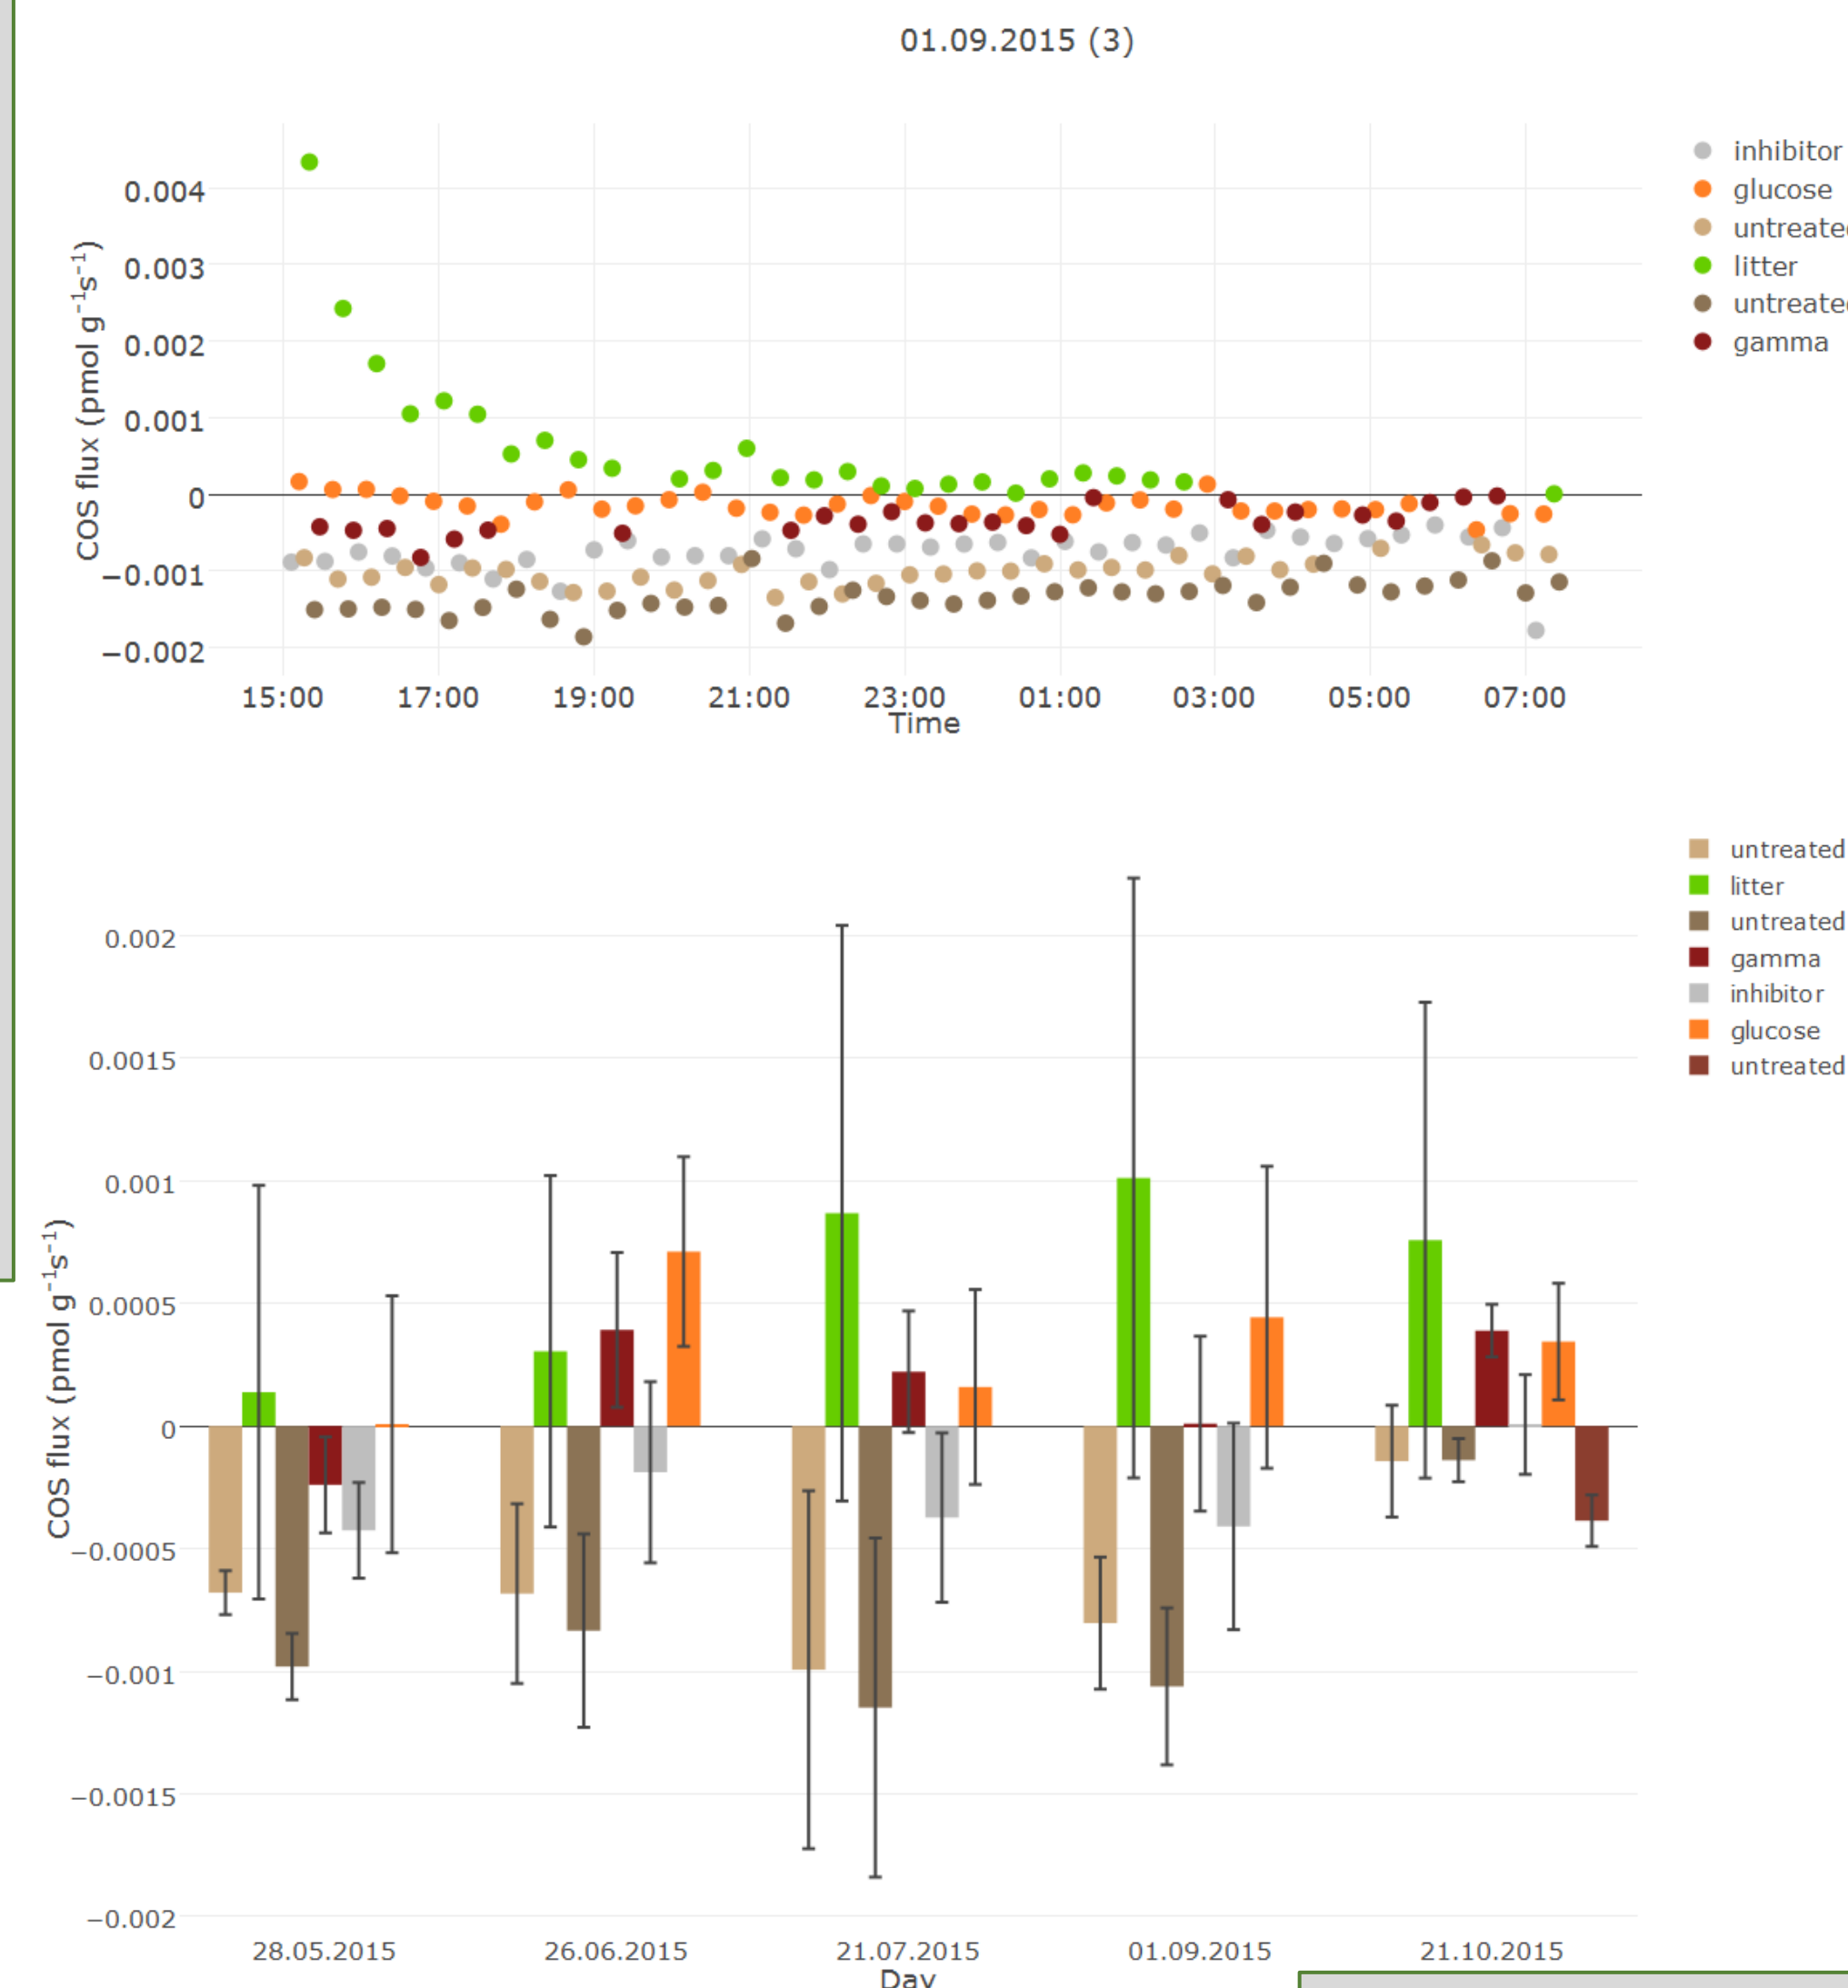 01.09.2015 (3)
COS flux (pmol g⁻¹s⁻¹)
0.004
0.003
0.002
0.001
0
−0.001
−0.002
15:00 17:00 19:00 21:00 23:00 01:00 03:00 05:00 07:00
Time
inhibitor
glucose
untreated
litter
untreated
gamma
COS flux (pmol g⁻¹s⁻¹)
0.002
0.0015
0.001
0.0005
0
−0.0005
−0.001
−0.0015
−0.002
28.05.2015 26.06.2015 21.07.2015 01.09.2015 21.10.2015
Day
untreated
litter
untreated
gamma
inhibitor
glucose
untreated